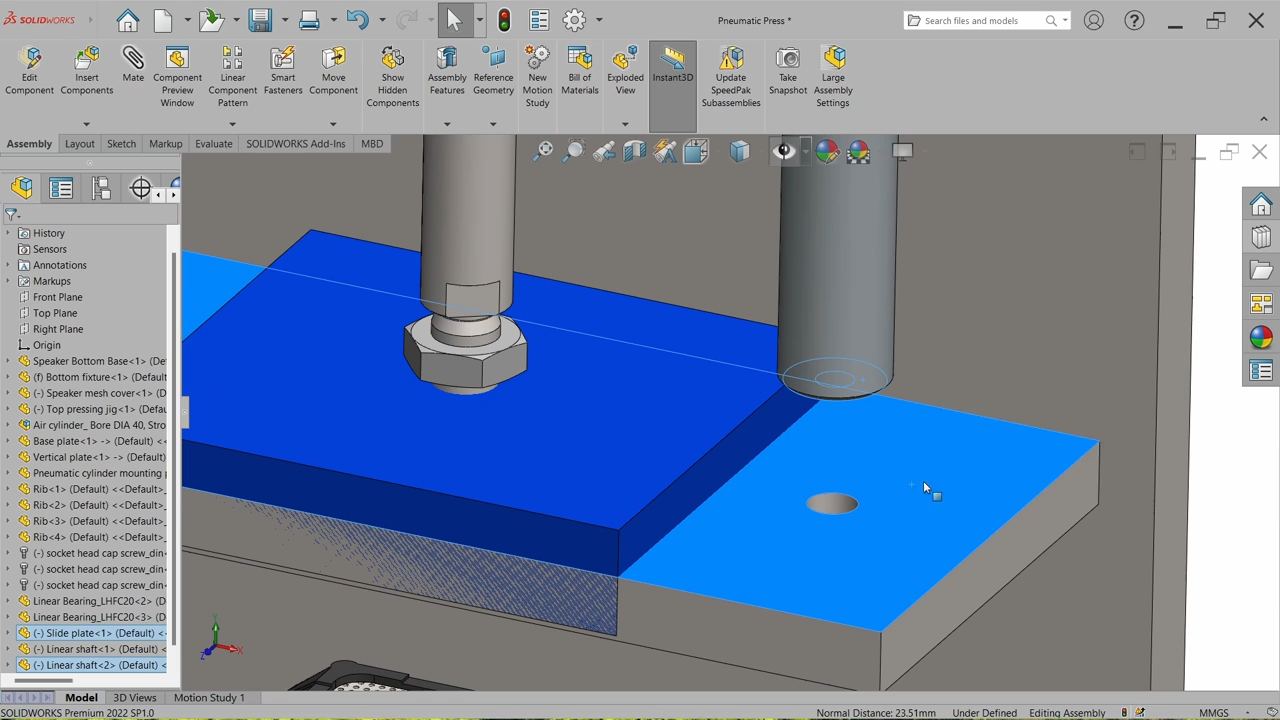 SOLIDWORKS
Pneumatic Press *
Search files and models
Edit
Component
Insert
Components
Mate
Component
Preview
Window
Linear
Component
Pattern
Smart
Fasteners
Move
Component
Show
Hidden
Components
Assembly
Features
Reference
Geometry
New
Motion
Study
Bill of
Materials
Exploded
View
Instant3D
Update
SpeedPak
Subassemblies
Take
Snapshot
Large
Assembly
Settings
Assembly
Layout
Sketch
Markup
Evaluate
SOLIDWORKS Add-Ins
MBD
History
Sensors
Annotations
Markups
Front Plane
Top Plane
Right Plane
Origin
Speaker Bottom Base<1> (De
(f) Bottom fixture<1> (Default
(-) Speaker mesh cover<1> (D
(-) Top pressing jig<1> (Defau
Air cylinder_ Bore DIA 40, Stro
Base plate<1> -> (Default) <<
Vertical plate<1> -> (Default)
Pneumatic cylinder mounting p
Rib<1> (Default) <<Default>_
Rib<2> (Default) <<Default>_
Rib<3> (Default) <<Default>_
Rib<4> (Default) <<Default>_
(-) socket head cap screw_din
(-) socket head cap screw_din
(-) socket head cap screw_din
Linear Bearing_LHFC20<2> (D
Linear Bearing_LHFC20<3> (D
(-) Slide plate<1> (Default) <<
(-) Linear shaft<1> (Default) <
(-) Linear shaft<2> (Default) <
Y
X
Z
Model
3D Views
Motion Study 1
SOLIDWORKS Premium 2022 SP1.0
Normal Distance: 23.51mm
Under Defined
Editing Assembly
MMGS